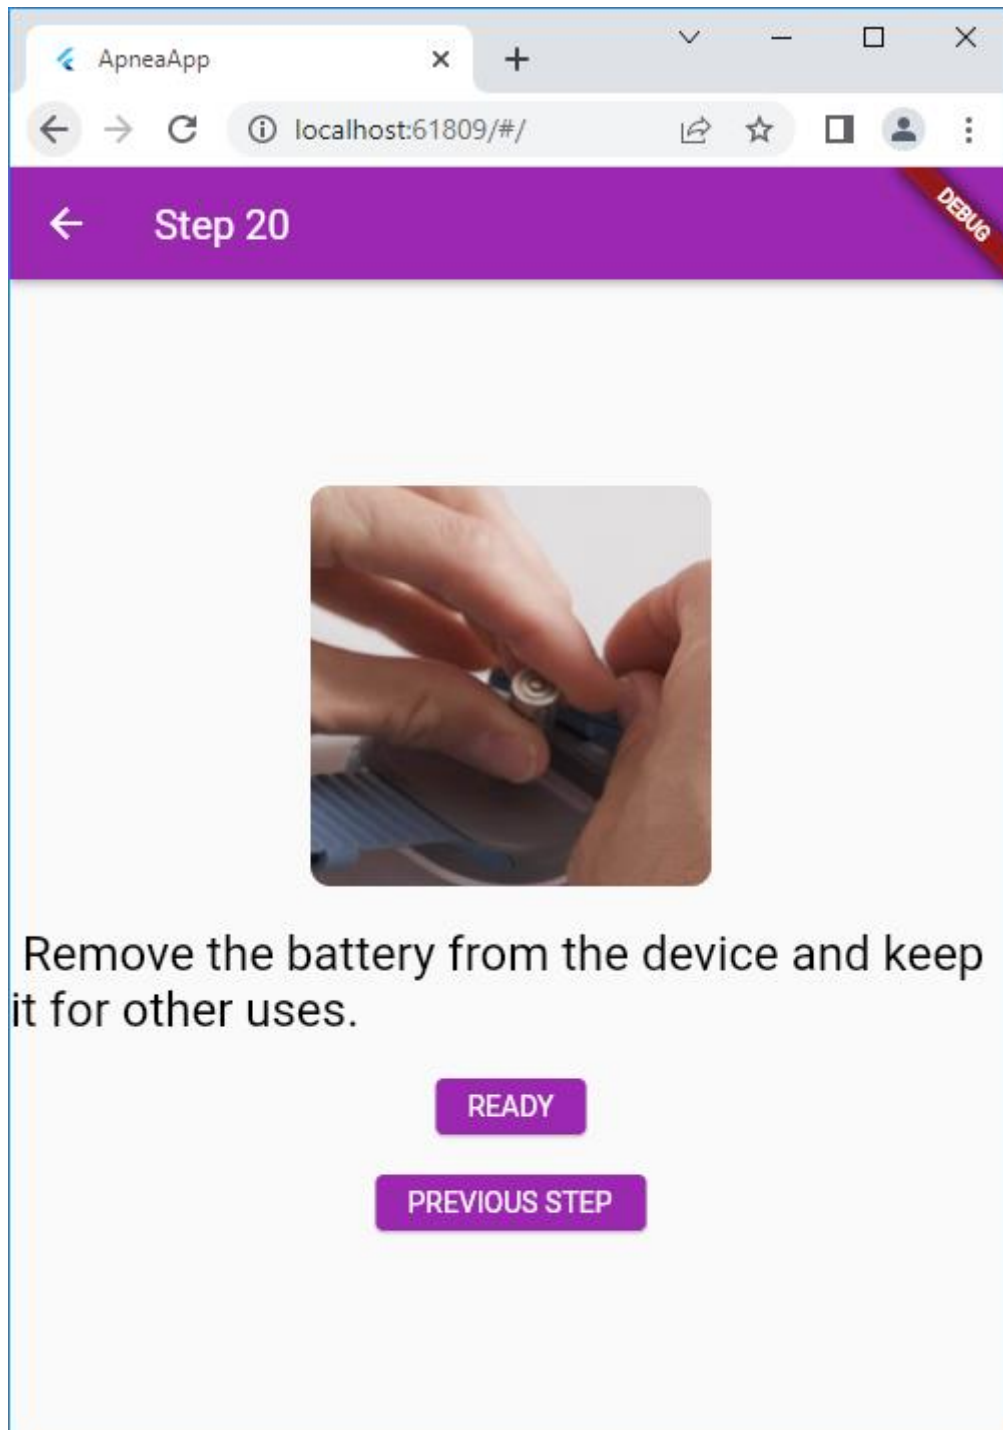 ApneaApp
localhost:61809/#/
Step 20
DEBUG
Remove the battery from the device and keep
it for other uses.
READY
PREVIOUS STEP